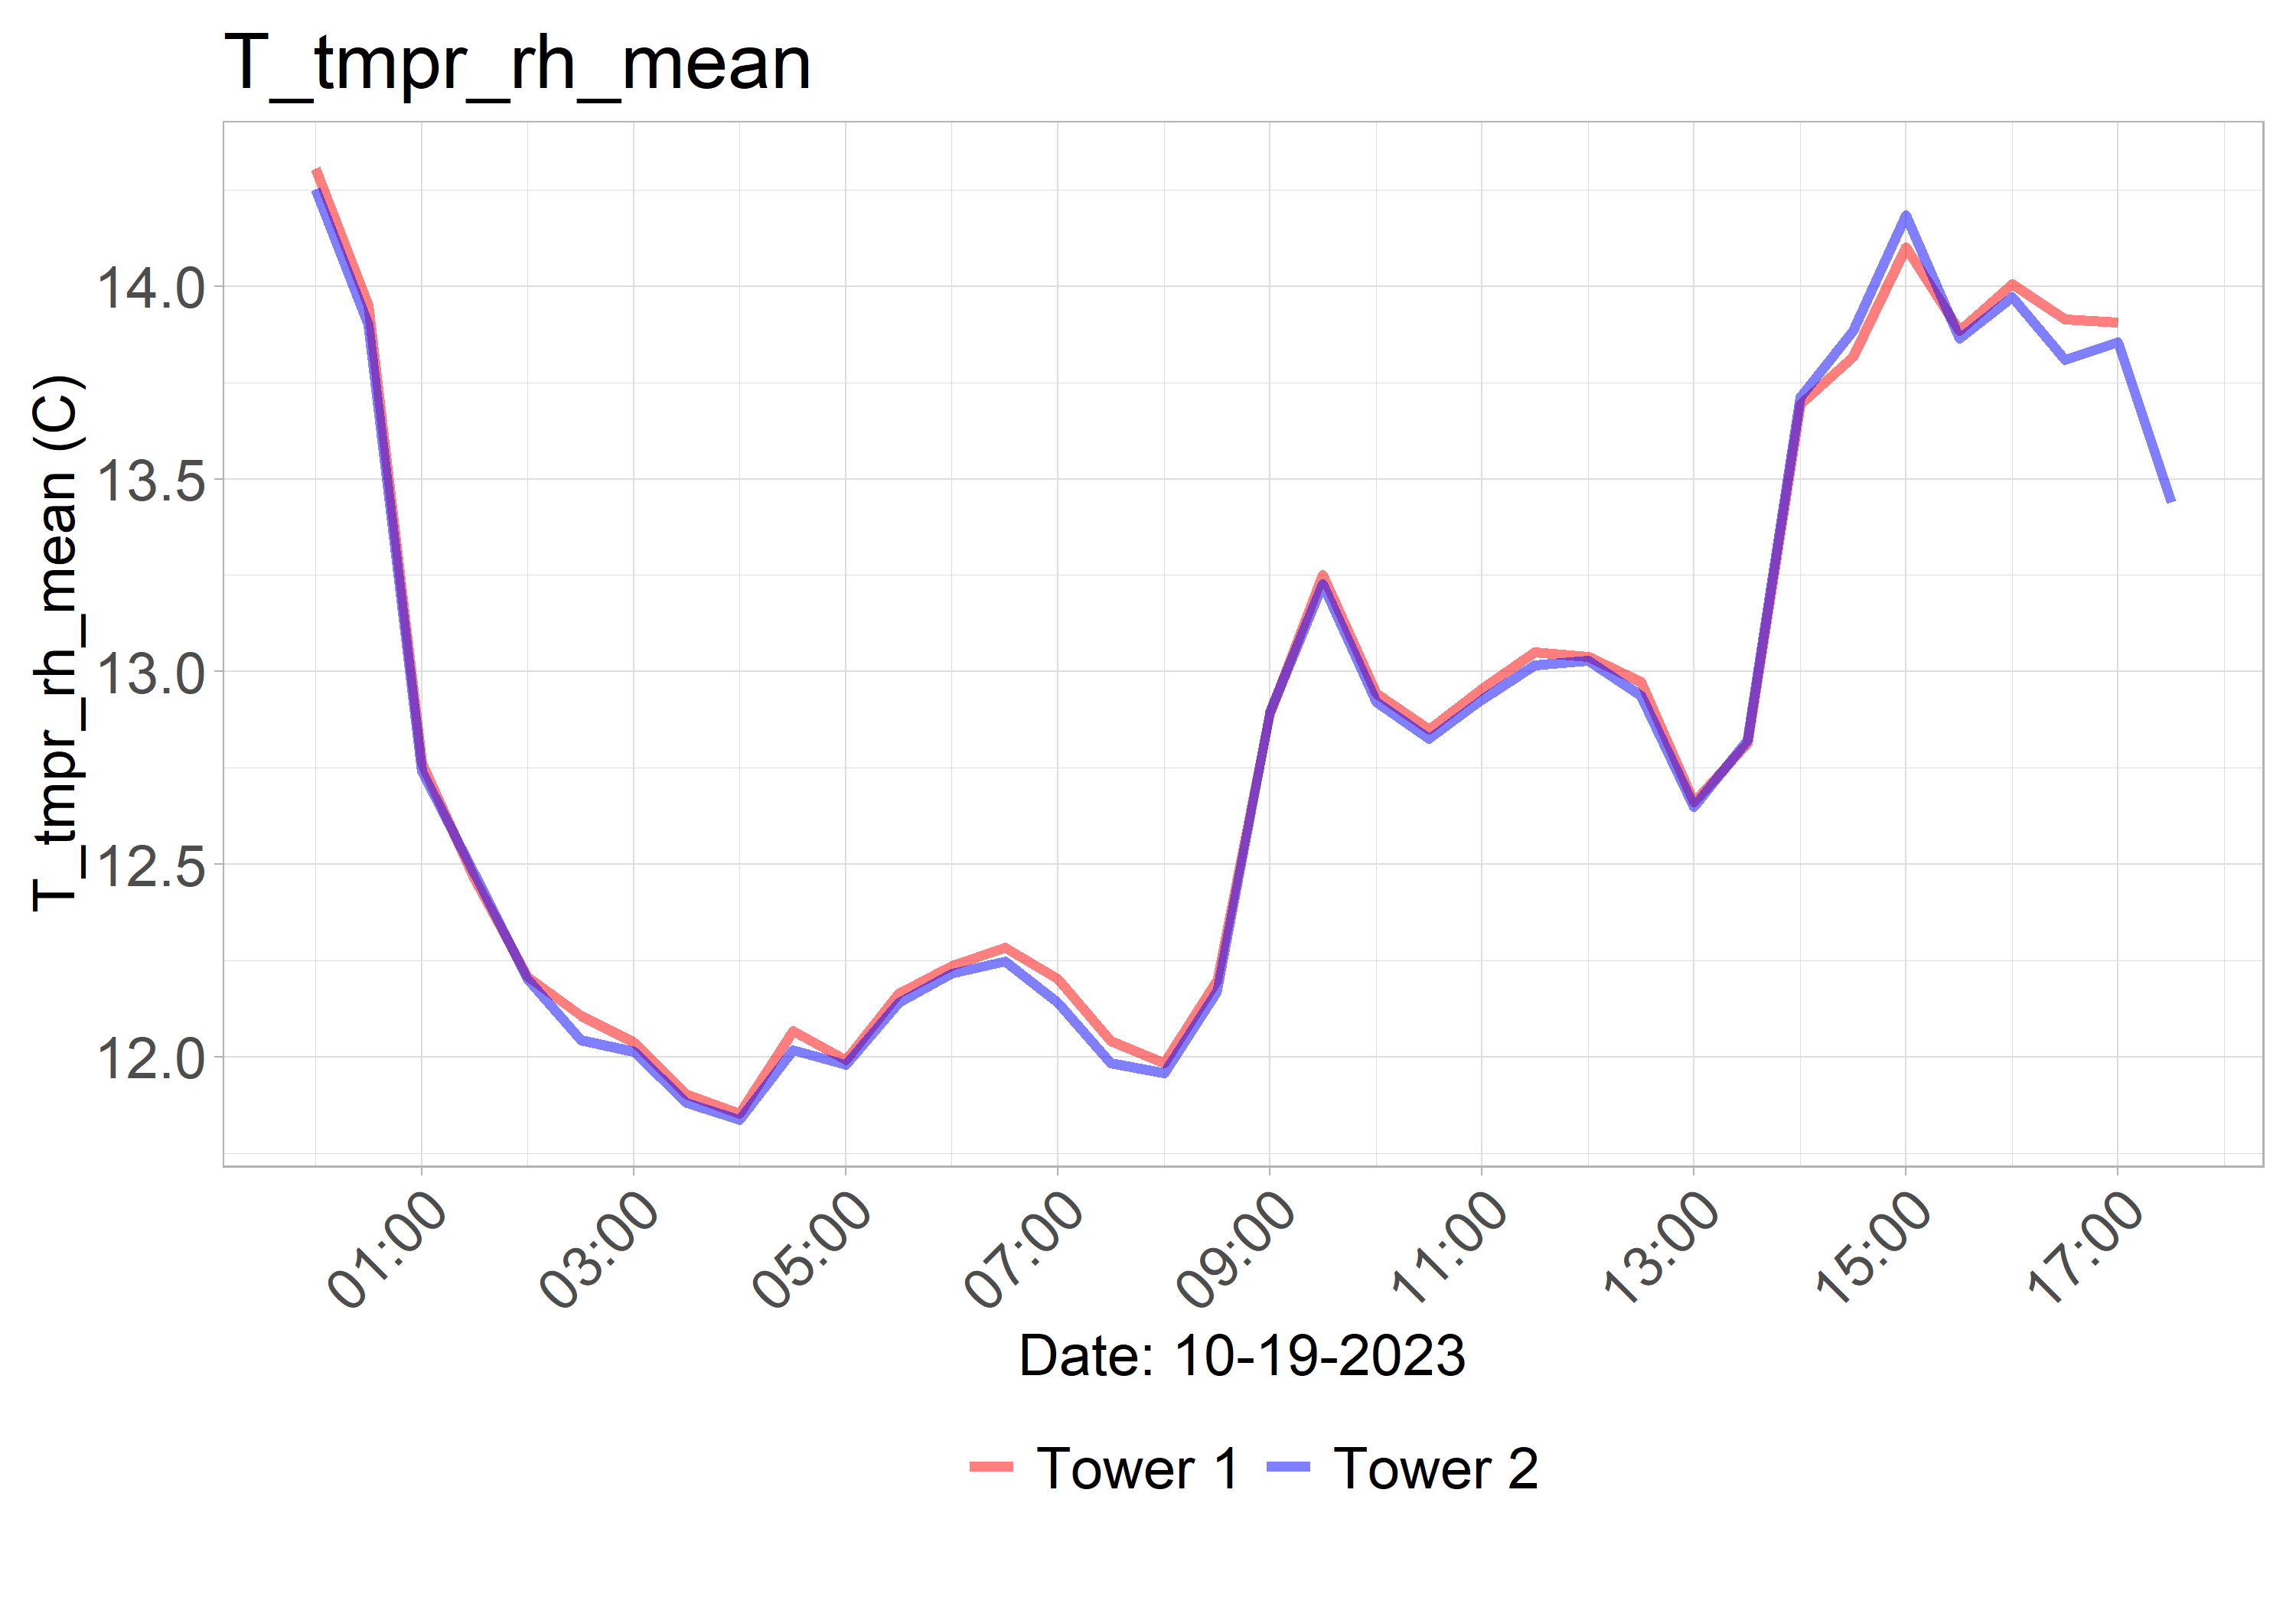 T_tmpr_rh_mean
T_tmpr_rh_mean (C)
14.0
13.5
13.0
12.5
12.0
01:00 03:00 05:00 07:00 09:00 11:00 13:00 15:00 17:00
Date: 10-19-2023
Tower 1 Tower 2